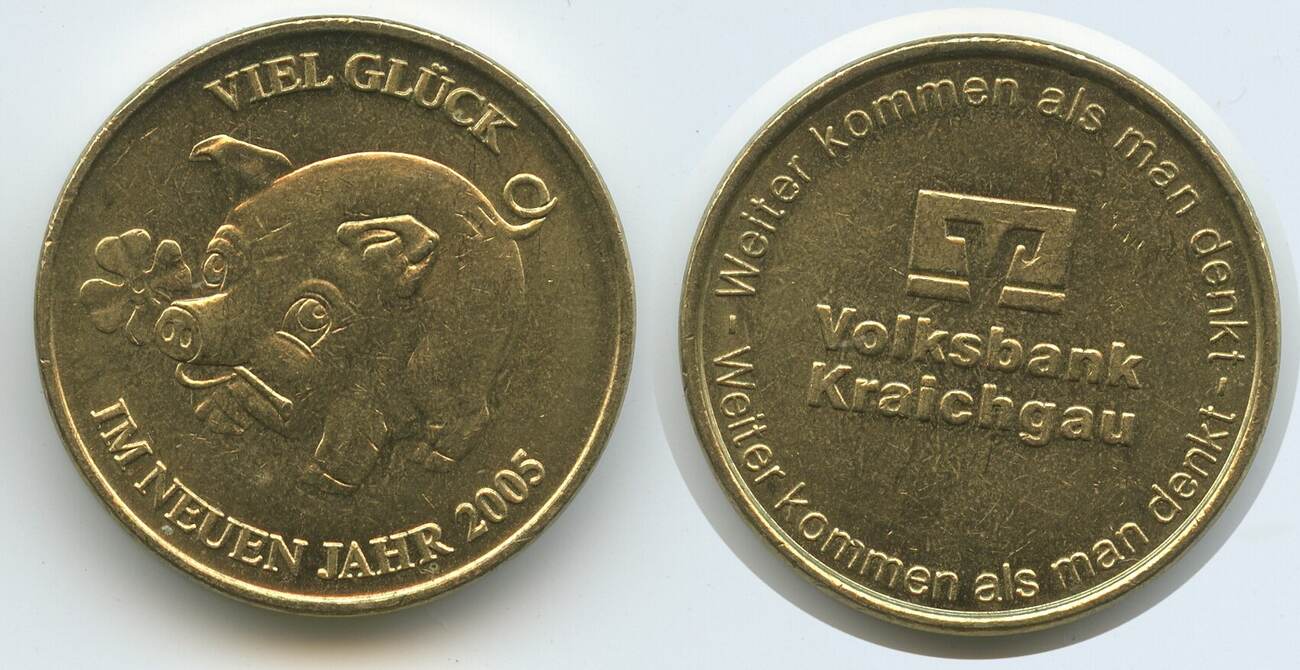 VIEL GLÜCK
IM NEUEN JAHR 2005
- Weiter kommen als man denkt
- Weiter kommen als man denkt
Volksbank
Kraichgau